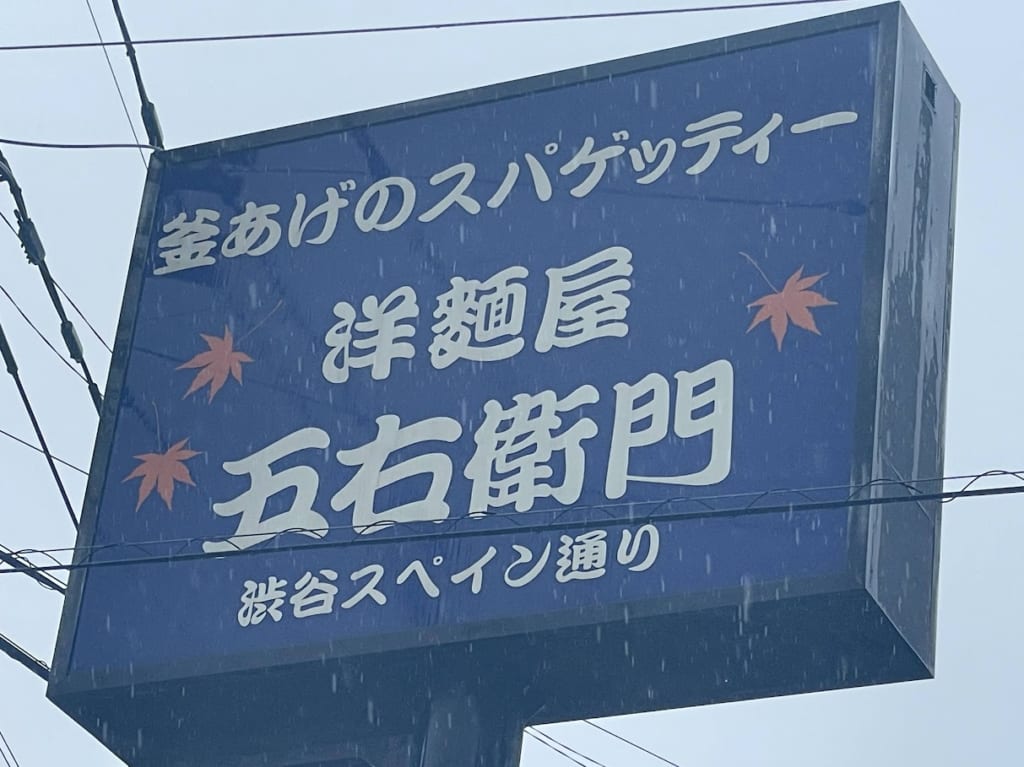 釜あげのスパゲッティー
洋麺屋
五右衛門
渋谷スペイン通り